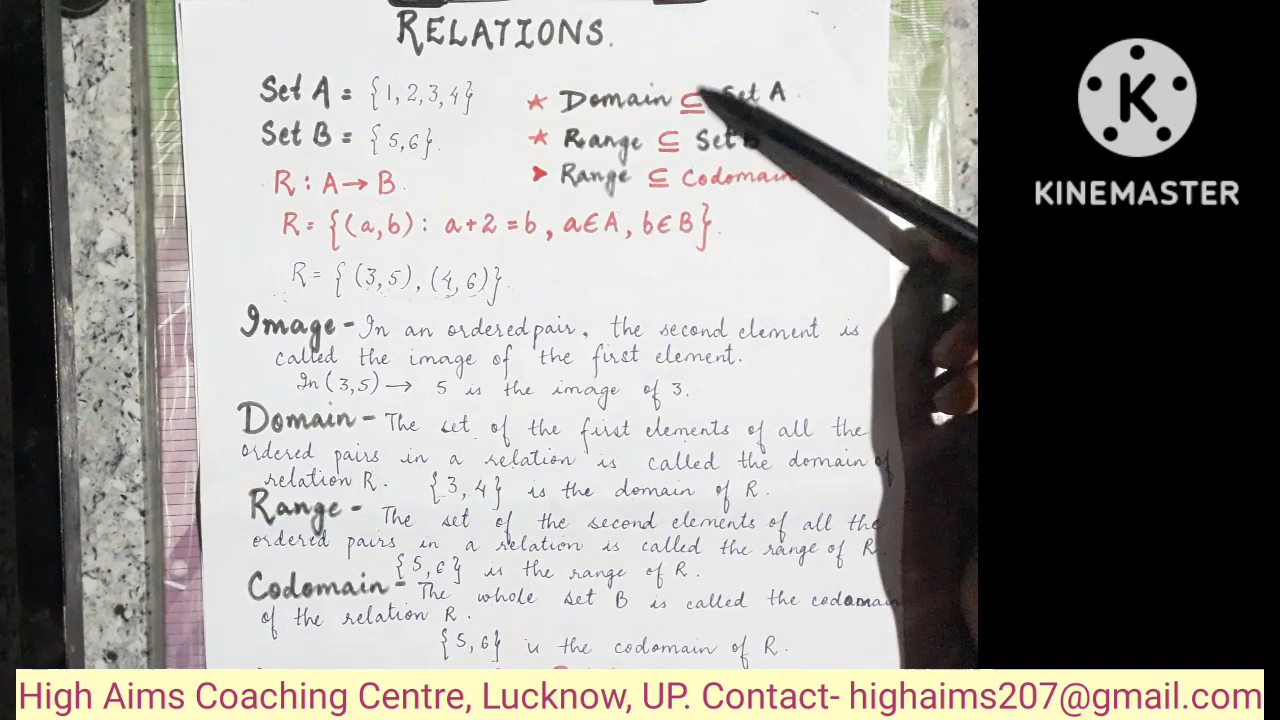 RELATIONS.
Set A = {1, 2, 3, 4}
Set B = {5, 6}.
R : A → B.
★ Domain ⊆ Set A.
★ Range ⊆ Set B
➤ Range ⊆ Codomain
R = {(a, b) : a + 2 = b, a ∈ A, b ∈ B}.
R = {(3, 5), (4, 6)}.
Image - In an ordered pair, the second element is
called the image of the first element.
In (3, 5) → 5 is the image of 3.
Domain - The set of the first elements of all the
ordered pairs in a relation is called the domain of
relation R. {3, 4} is the domain of R.
Range - The set of the second elements of all the
ordered pairs in a relation is called the range of R.
{5, 6} is the range of R.
Codomain - The whole set B is called the codomain
of the relation R.
{5, 6} is the codomain of R.
K
KINEMASTER
High Aims Coaching Centre, Lucknow, UP. Contact- highaims207@gmail.com